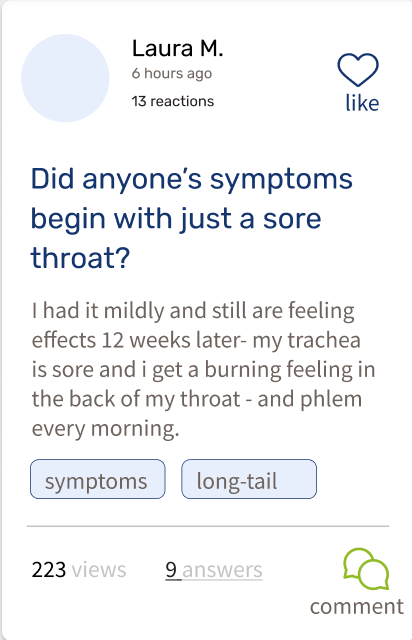 Laura M.
6 hours ago
13 reactions
like
Did anyone's symptoms
begin with just a sore
throat?
I had it mildly and still are feeling
effects 12 weeks later- my trachea
is sore and i get a burning feeling in
the back of my throat - and phlem
every morning.
symptoms long-tail
223 views 9 answers
comment